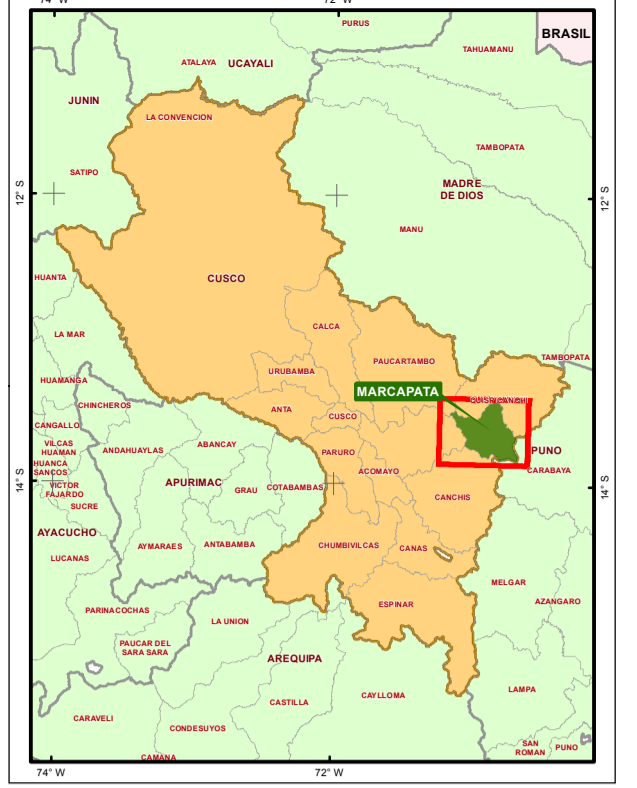 74° W
72° W
PURUS
BRASIL
TAHUAMANU
ATALAYA
UCAYALI
JUNIN
LA CONVENCION
TAMBOPATA
SATIPO
12° S
12° S
MADRE
DE DIOS
MANU
HUANTA
CUSCO
CALCA
LA MAR
TAMBOPATA
PAUCARTAMBO
URUBAMBA
HUAMANGA
MARCAPATA
QUISPICANCHI
CHINCHEROS
ANTA
CUSCO
CANGALLO
VILCAS
HUAMAN
ANDAHUAYLAS
ABANCAY
PARURO
PUNO
HUANCA
SANCOS
ACOMAYO
CARABAYA
14° S
14° S
VICTOR
FAJARDO
APURIMAC
GRAU
COTABAMBAS
CANCHIS
SUCRE
AYACUCHO
LUCANAS
AYMARAES
ANTABAMBA
CHUMBIVILCAS
CANAS
MELGAR
ESPINAR
AZANGARO
PARINACOCHAS
LA UNION
PAUCAR DEL
SARA SARA
AREQUIPA
LAMPA
CASTILLA
CAYLLOMA
CARAVELI
CONDESUYOS
SAN
ROMAN
PUNO
CAMANA
74° W
72° W